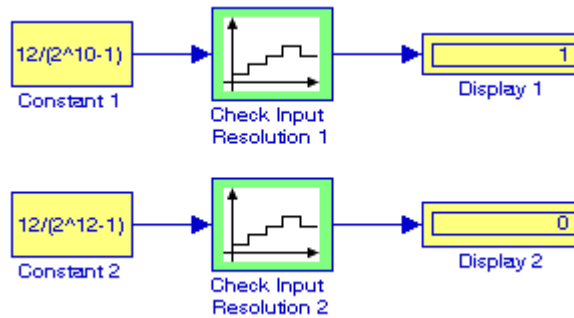 12/(2^10-1)
1
Constant 1
Check Input
Resolution 1
Display 1
12/(2^12-1)
0
Constant 2
Check Input
Resolution 2
Display 2